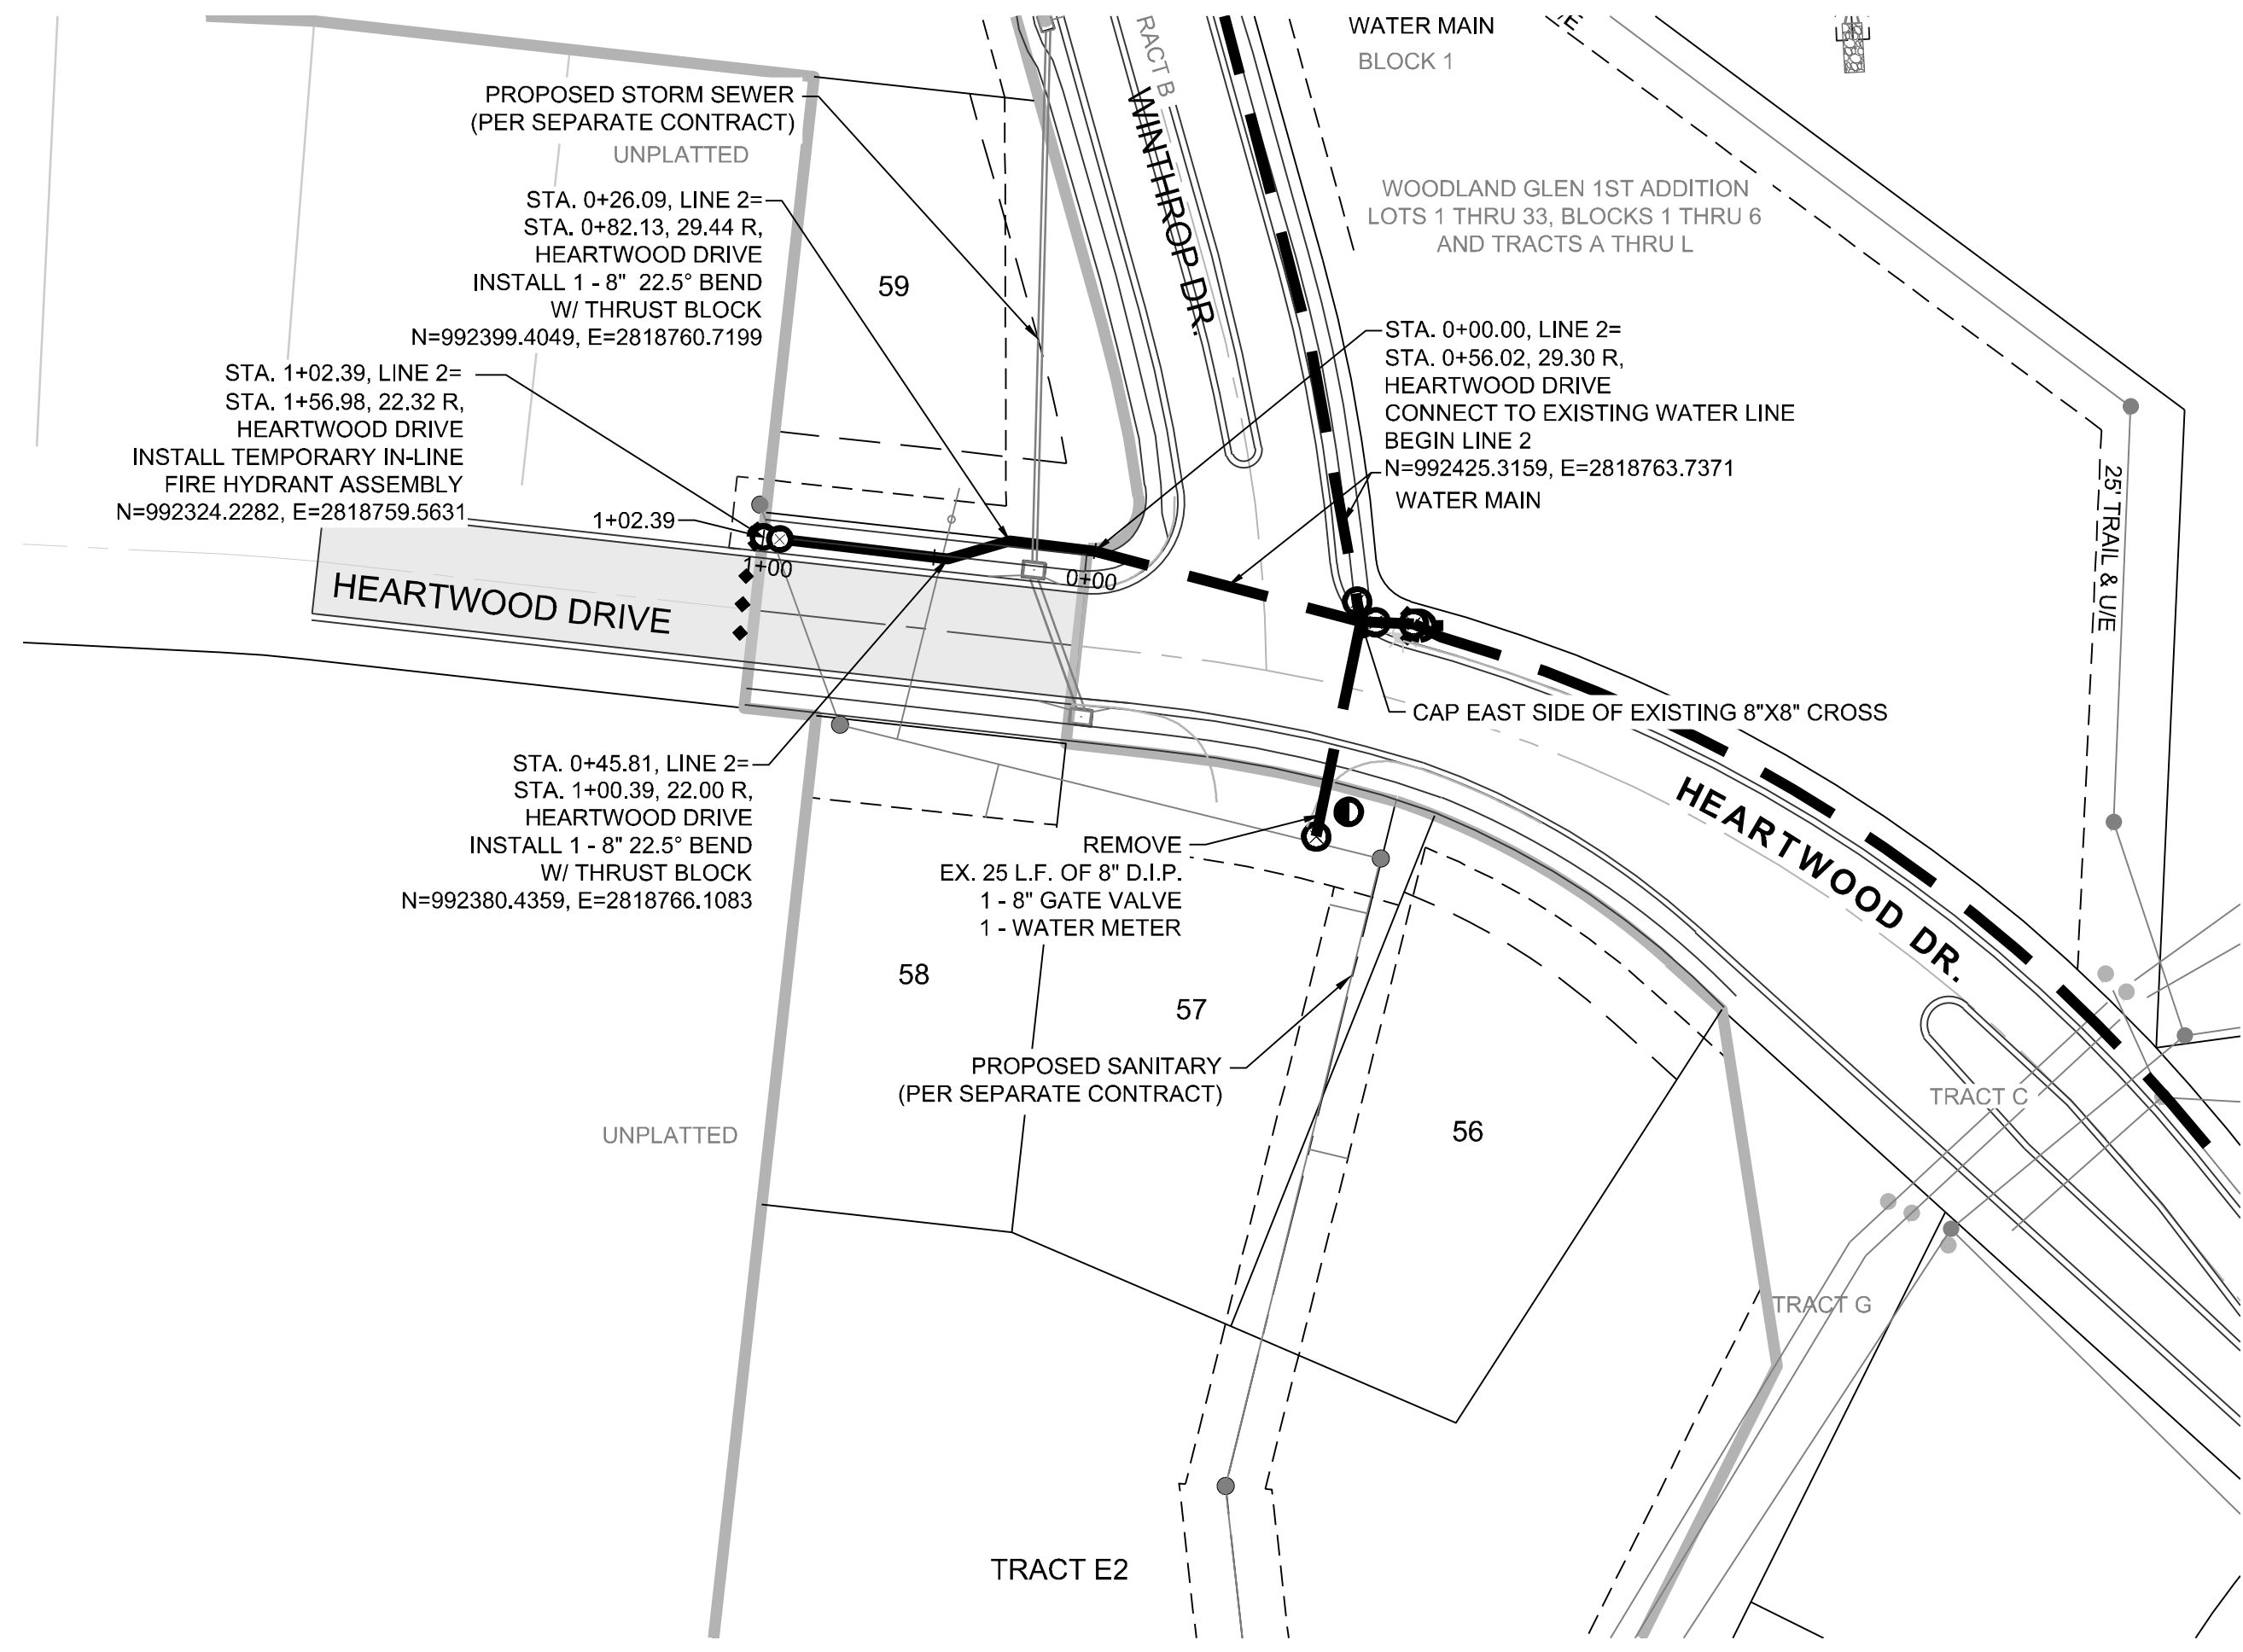 WATER MAIN
BLOCK 1
PROPOSED STORM SEWER
(PER SEPARATE CONTRACT)
UNPLATTED
RACT B
WINTHROP DR.
STA. 0+26.09, LINE 2=
STA. 0+82.13, 29.44 R,
HEARTWOOD DRIVE
INSTALL 1 - 8" 22.5° BEND
W/ THRUST BLOCK
N=992399.4049, E=2818760.7199
59
WOODLAND GLEN 1ST ADDITION
LOTS 1 THRU 33, BLOCKS 1 THRU 6
AND TRACTS A THRU L
STA. 0+00.00, LINE 2=
STA. 0+56.02, 29.30 R,
HEARTWOOD DRIVE
CONNECT TO EXISTING WATER LINE
BEGIN LINE 2
N=992425.3159, E=2818763.7371
WATER MAIN
STA. 1+02.39, LINE 2=
STA. 1+56.98, 22.32 R,
HEARTWOOD DRIVE
INSTALL TEMPORARY IN-LINE
FIRE HYDRANT ASSEMBLY
N=992324.2282, E=2818759.5631
1+02.39
1+00
0+00
HEARTWOOD DRIVE
25' TRAIL & U/E
CAP EAST SIDE OF EXISTING 8"X8" CROSS
HEARTWOOD DR.
STA. 0+45.81, LINE 2=
STA. 1+00.39, 22.00 R,
HEARTWOOD DRIVE
INSTALL 1 - 8" 22.5° BEND
W/ THRUST BLOCK
N=992380.4359, E=2818766.1083
REMOVE
EX. 25 L.F. OF 8" D.I.P.
1 - 8" GATE VALVE
1 - WATER METER
58
57
PROPOSED SANITARY
(PER SEPARATE CONTRACT)
56
UNPLATTED
TRACT C
TRACT G
TRACT E2